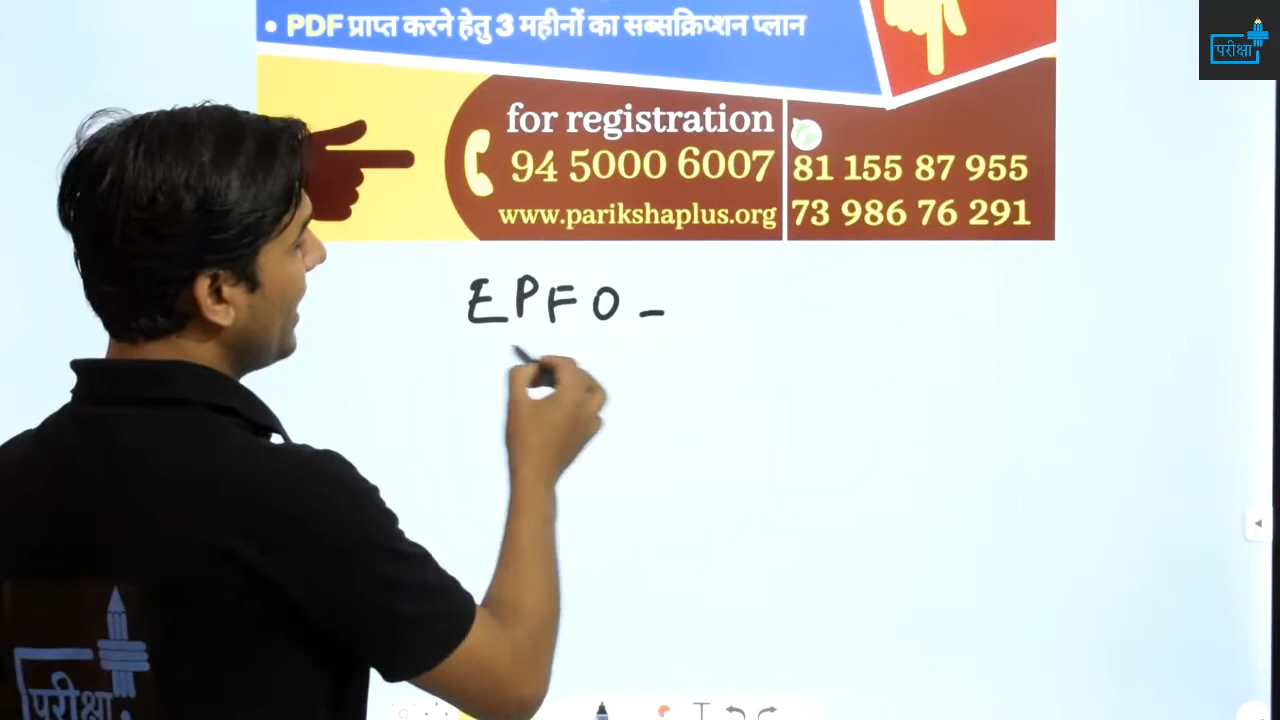 • PDF प्राप्त करने हेतु 3 महीनों का सब्सक्रिप्शन प्लान
परीक्षा
for registration
94 5000 6007
www.parikshaplus.org
81 155 87 955
73 986 76 291
EPFO -
परीक्षा
T